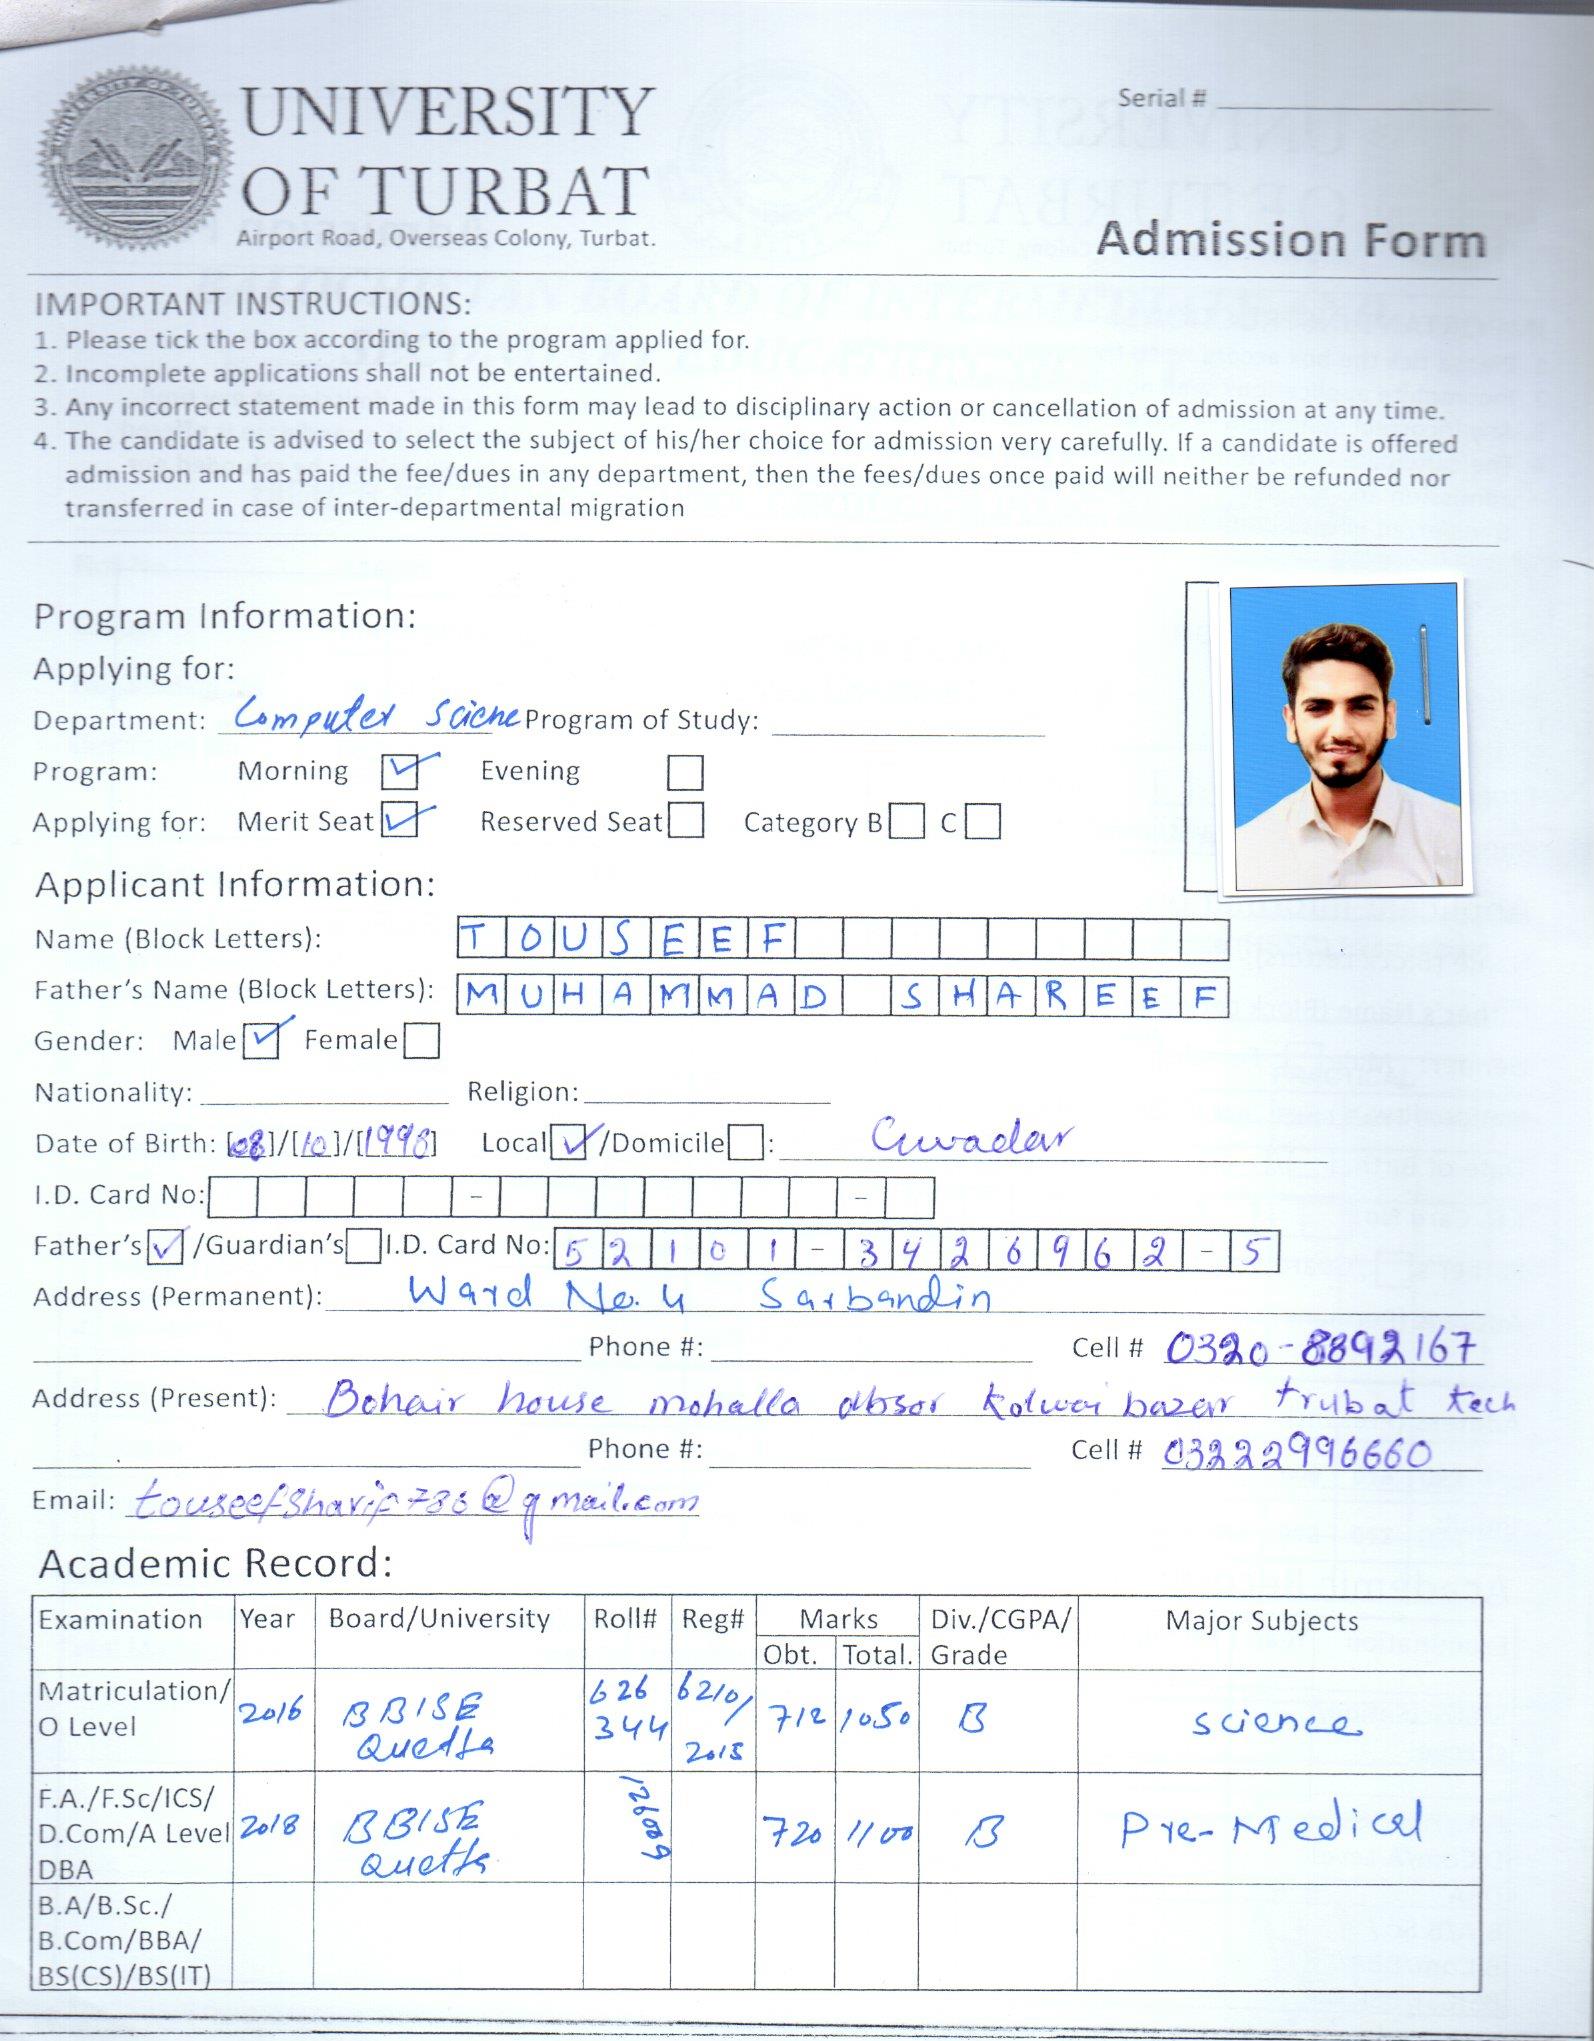 UNIVERSITY
OF TURBAT
Airport Road, Overseas Colony, Turbat.
Serial #
Admission Form
IMPORTANT INSTRUCTIONS:
1. Please tick the box according to the program applied for.
2. Incomplete applications shall not be entertained.
3. Any incorrect statement made in this form may lead to disciplinary action or cancellation of admission at any time.
4. The candidate is advised to select the subject of his/her choice for admission very carefully. If a candidate is offered
admission and has paid the fee/dues in any department, then the fees/dues once paid will neither be refunded nor
transferred in case of inter-departmental migration
Program Information:
Applying for:
Department: Computer Sciene Program of Study:
Program: Morning Evening
Applying for: Merit Seat Reserved Seat Category B C
Applicant Information:
Name (Block Letters): TOUSEEF
Father's Name (Block Letters): MUHAMMAD SHAREEF
Gender: Male Female
Nationality: Religion:
Date of Birth: [08]/[10]/[1998] Local /Domicile : Gwadar
I.D. Card No: - -
Father's /Guardian's I.D. Card No: 52101-3426962-5
Address (Permanent): Ward No. 4 Sarbandin
Phone #: Cell # 0320-8892167
Address (Present): Bohair house mohalla absor kolwai bazar trubat tech
Phone #: Cell # 03222996660
Email: touseefsharif786@gmail.com
Academic Record:
Examination Year Board/University Roll# Reg# Marks Div./CGPA/ Major Subjects
Obt. Total. Grade
Matriculation/ 2016 BBISE 626 6210/ 712 1050 B science
O Level Quetta 344 2015
F.A./F.Sc/ICS/ 2018 BBISE 720 1100 B Pre-Medical
D.Com/A Level Quetta
DBA
B.A/B.Sc./
B.Com/BBA/
BS(CS)/BS(IT)